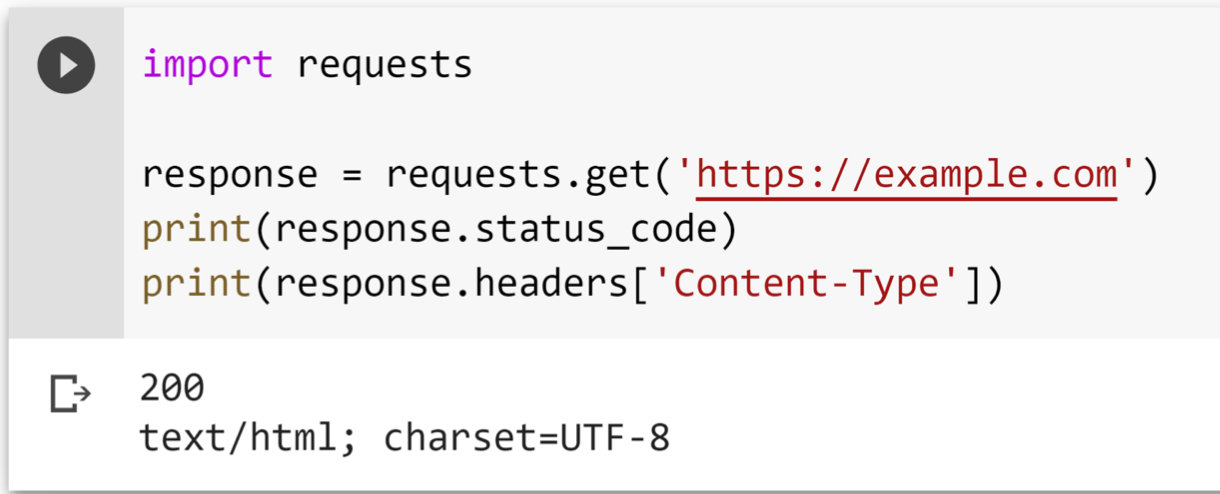 import requests
response = requests.get('https://example.com')
print(response.status_code)
print(response.headers['Content-Type'])
200
text/html; charset=UTF-8